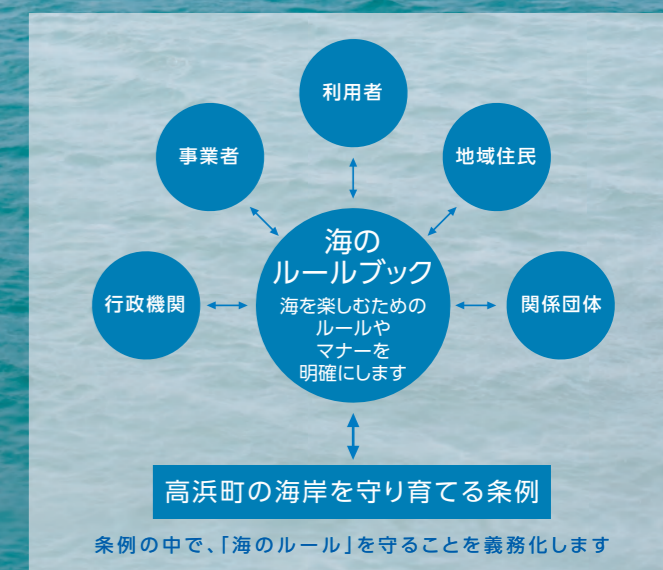 利用者
事業者
地域住民
海の
ルールブック
海を楽しむための
ルールや
マナーを
明確にします
行政機関
関係団体
高浜町の海岸を守り育てる条例
条例の中で、「海のルール」を守ることを義務化します